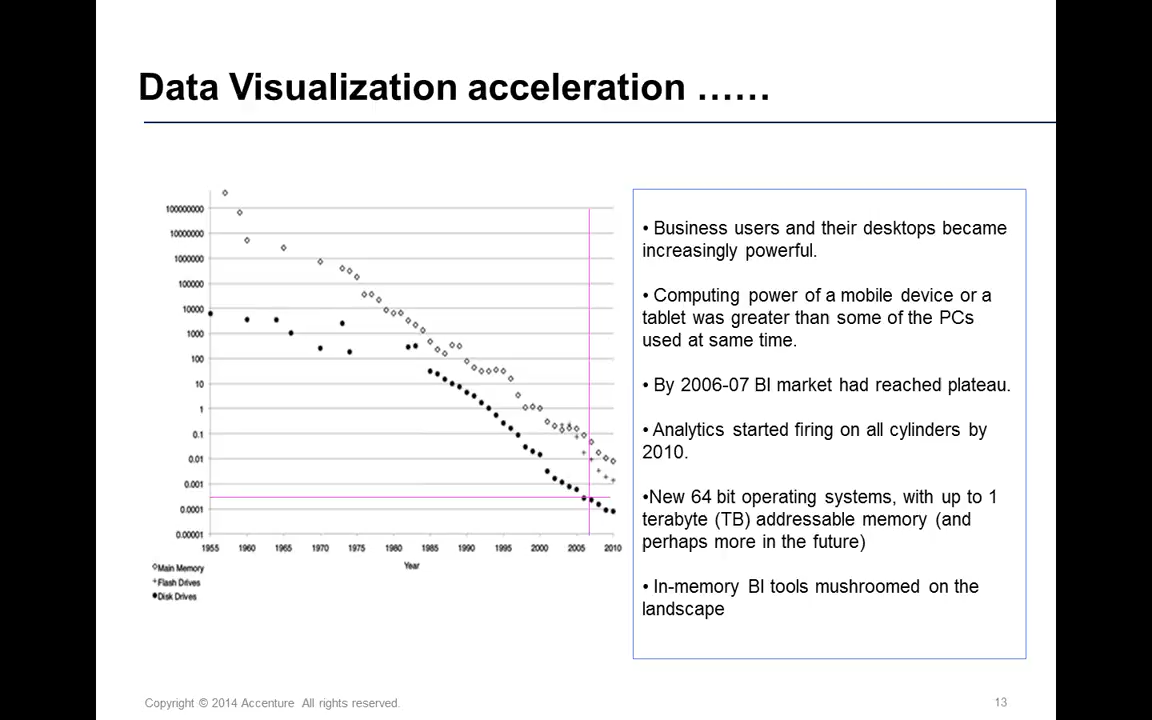 Data Visualization acceleration ……
100000000
10000000
1000000
100000
10000
1000
100
10
1
0.1
0.01
0.001
0.0001
0.00001
1955 1960 1965 1970 1975 1980 1985 1990 1995 2000 2005 2010
Year
Main Memory
Flash Drives
Disk Drives
• Business users and their desktops became
increasingly powerful.
• Computing power of a mobile device or a
tablet was greater than some of the PCs
used at same time.
• By 2006-07 BI market had reached plateau.
• Analytics started firing on all cylinders by
2010.
•New 64 bit operating systems, with up to 1
terabyte (TB) addressable memory (and
perhaps more in the future)
• In-memory BI tools mushroomed on the
landscape
Copyright © 2014 Accenture All rights reserved.
13